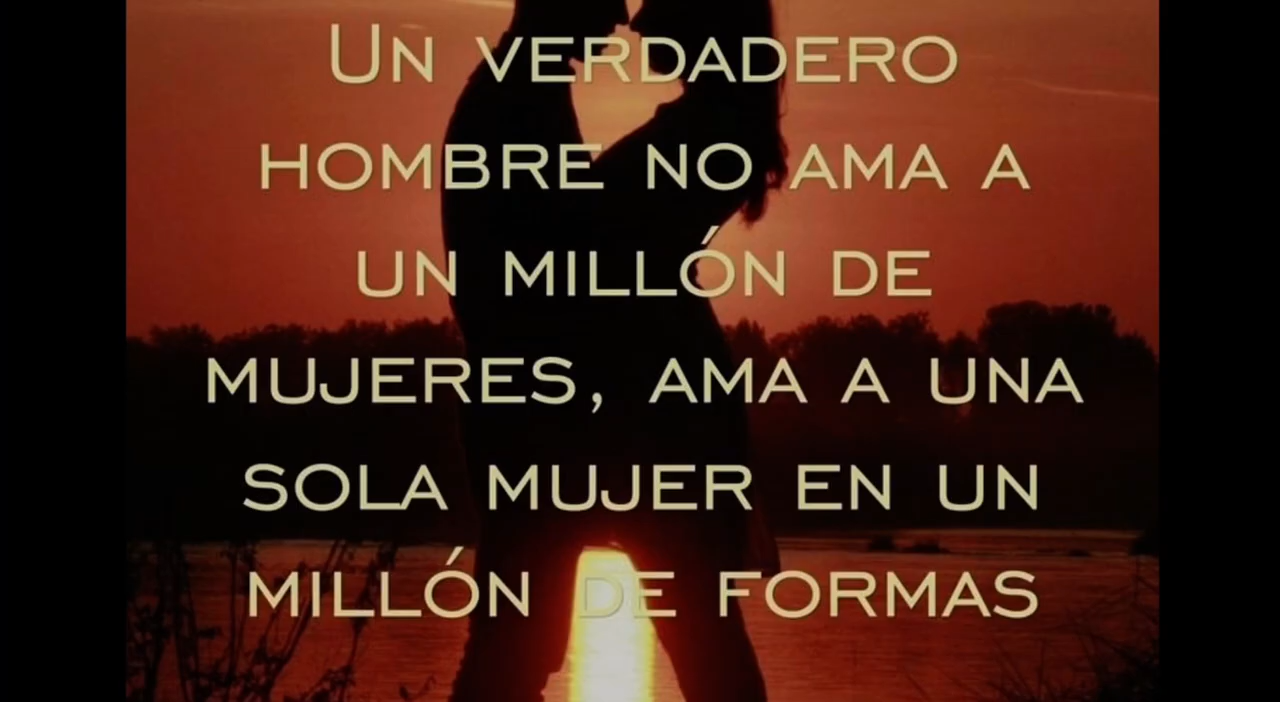 Un verdadero
hombre no ama a
un millón de
mujeres, ama a una
sola mujer en un
millón de formas